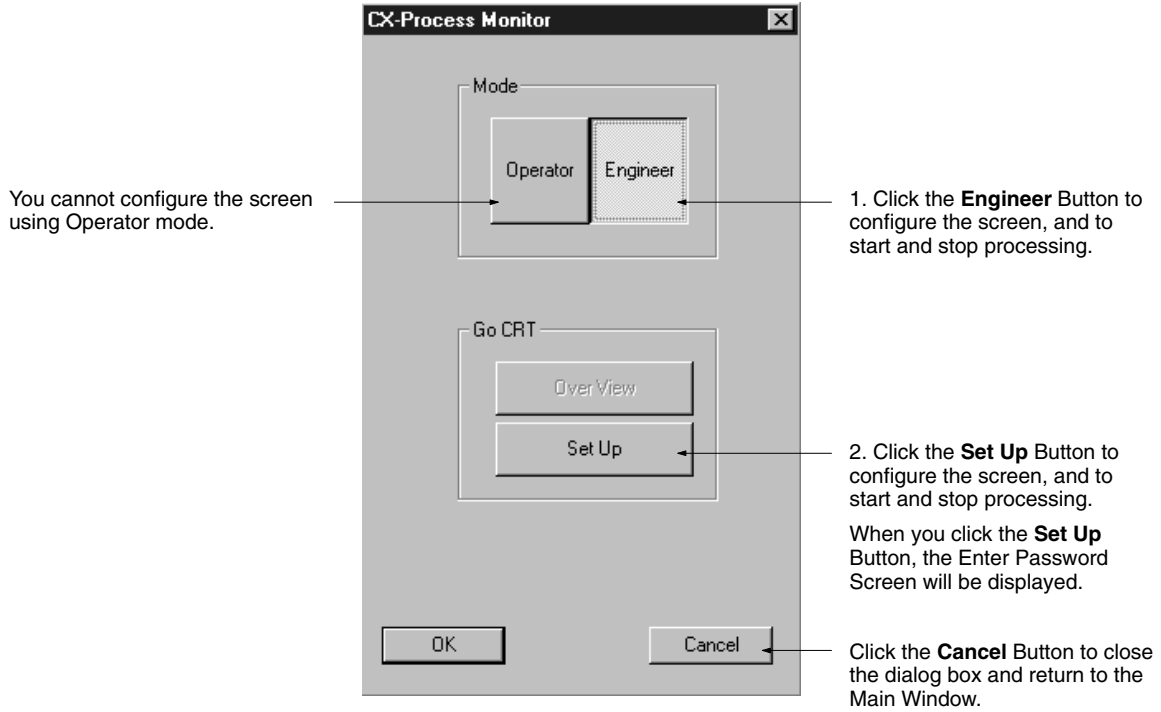 CX-Process Monitor
Mode
Operator
Engineer
You cannot configure the screen
using Operator mode.
1. Click the Engineer Button to
configure the screen, and to
start and stop processing.
Go CRT
Over View
Set Up
2. Click the Set Up Button to
configure the screen, and to
start and stop processing.
When you click the Set Up
Button, the Enter Password
Screen will be displayed.
OK
Cancel
Click the Cancel Button to close
the dialog box and return to the
Main Window.